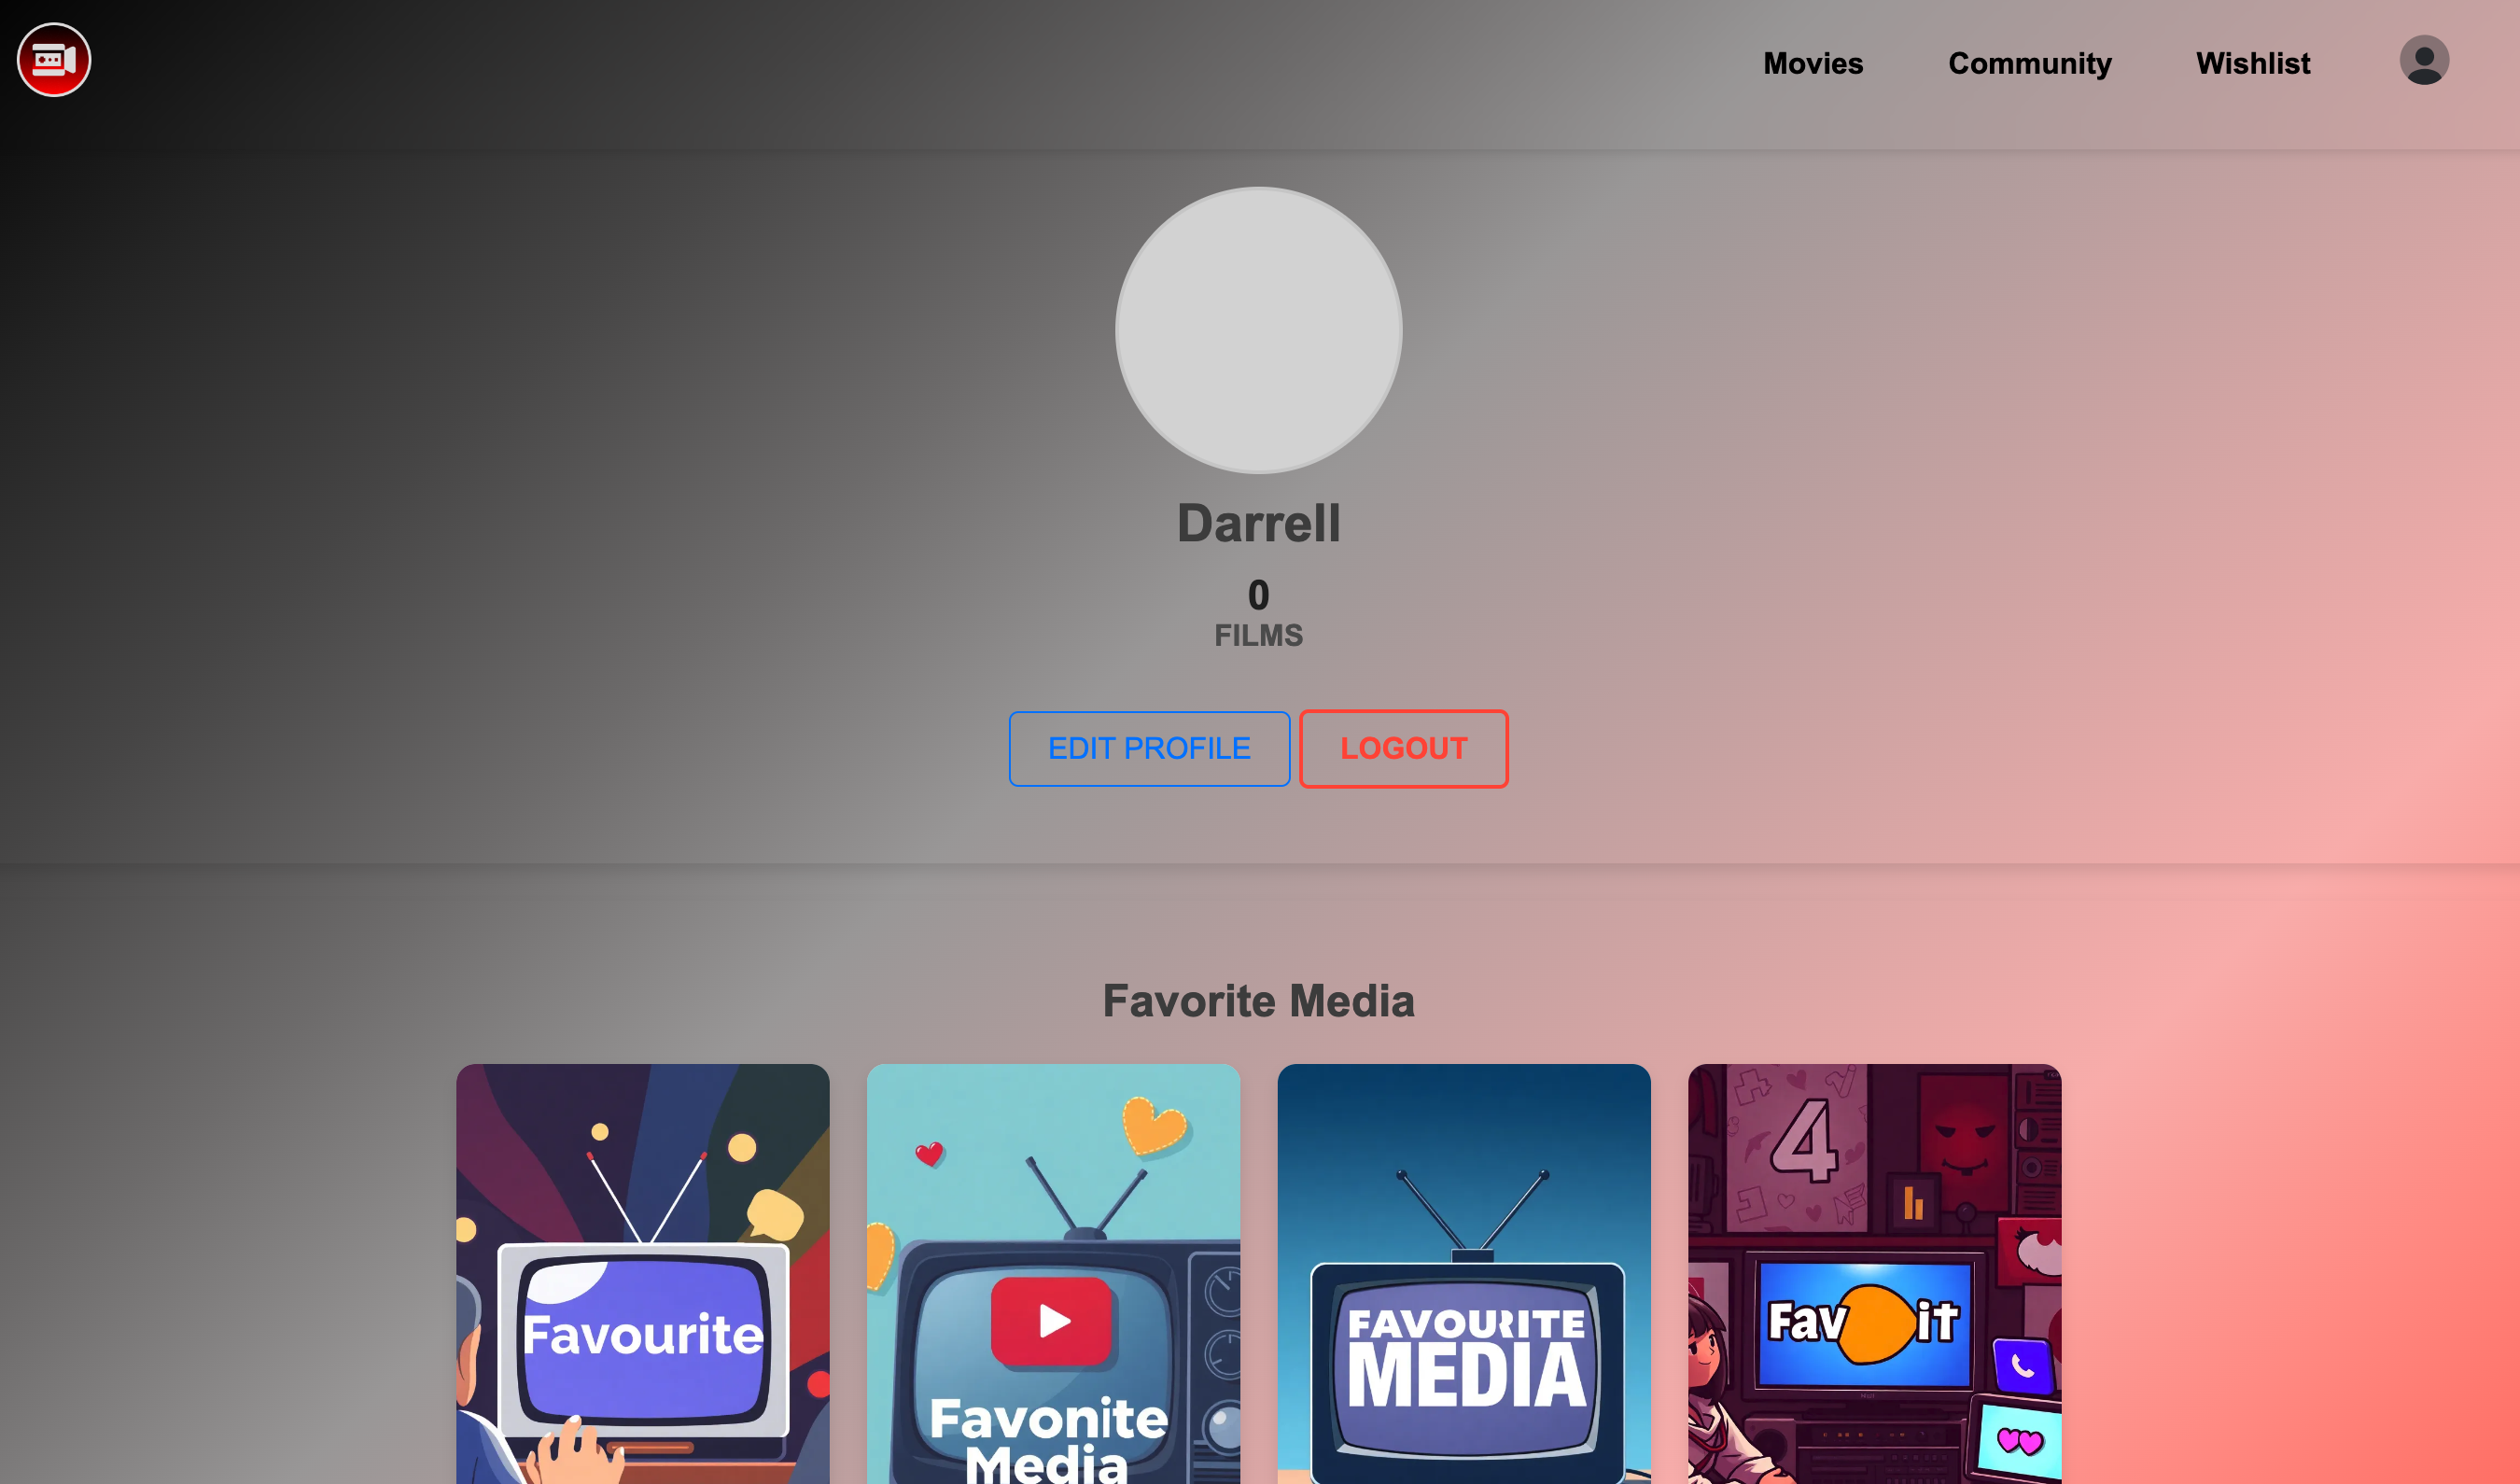 Movies Community Wishlist
Darrell
0
FILMS
EDIT PROFILE LOGOUT
Favorite Media
Favourite
Favonite
Media
FAVOURITE
MEDIA
4
Fav it